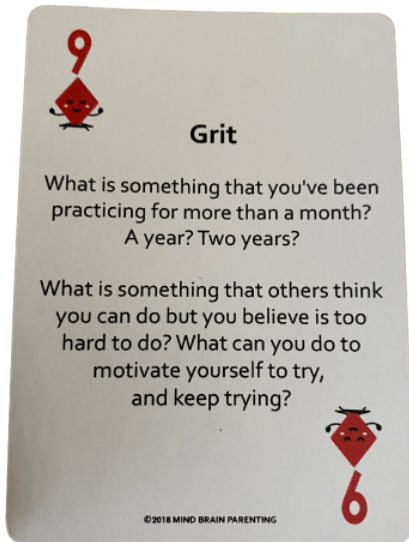 9
Grit
What is something that you've been
practicing for more than a month?
A year? Two years?
What is something that others think
you can do but you believe is too
hard to do? What can you do to
motivate yourself to try,
and keep trying?
9
©2018 MIND BRAIN PARENTING